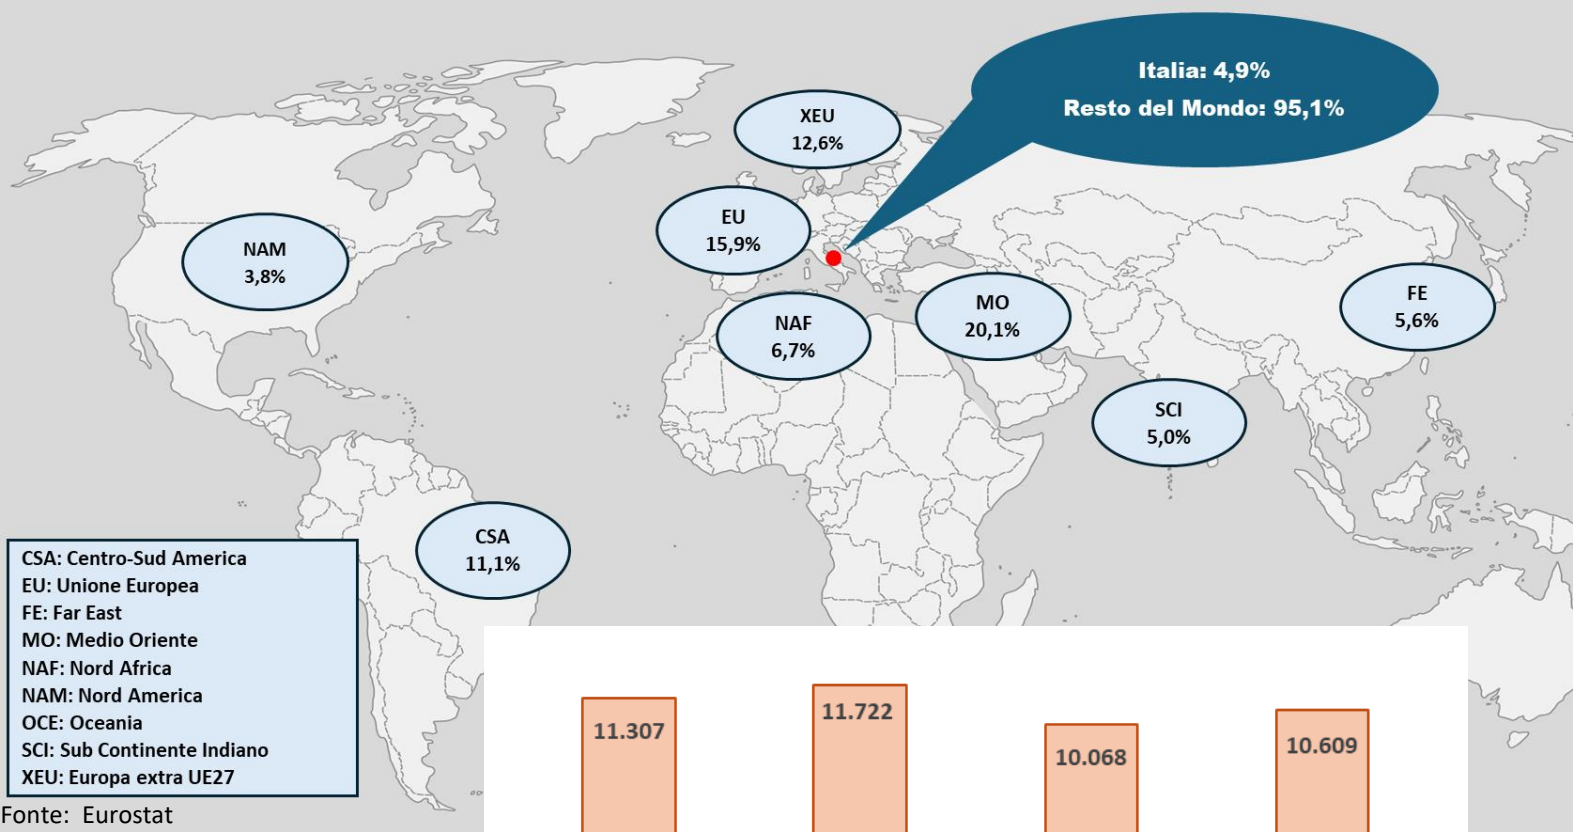 Italia: 4,9%
Resto del Mondo: 95,1%
XEU
12,6%
EU
15,9%
NAM
3,8%
MO
20,1%
FE
5,6%
NAF
6,7%
SCI
5,0%
CSA
11,1%
CSA: Centro-Sud America
EU: Unione Europea
FE: Far East
MO: Medio Oriente
NAF: Nord Africa
NAM: Nord America
OCE: Oceania
SCI: Sub Continente Indiano
XEU: Europa extra UE27
Fonte: Eurostat
11.307
11.722
10.068
10.609